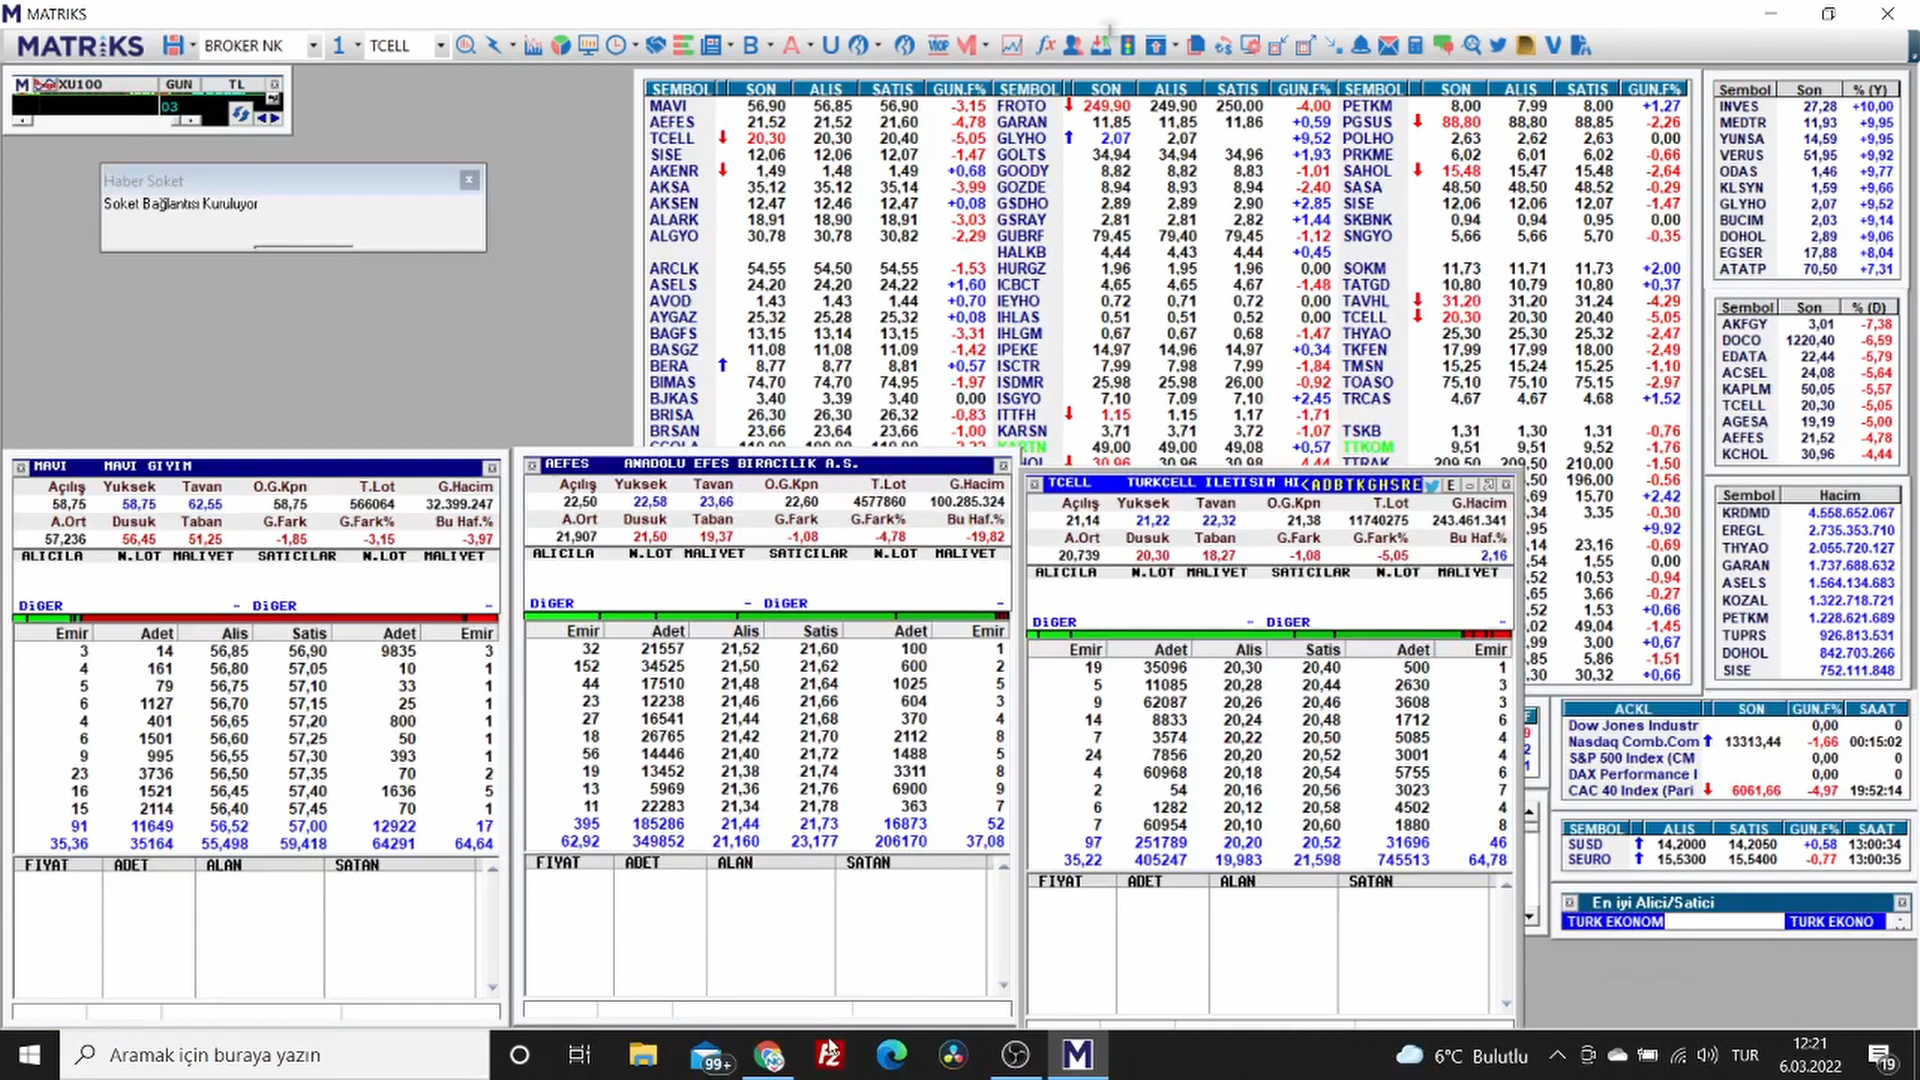 MATRIKS
MATRIKS BROKER NK 1 TCELL
XU100 GUN TL
03
Haber Soket
Soket Bağlantısı Kuruluyor
SEMBOL SON ALIS SATIS GUN.F% SEMBOL SON ALIS SATIS GUN.F% SEMBOL SON ALIS SATIS GUN.F%
MAVI 56,90 56,85 56,90 -3,15 FROTO 249,90 249,90 250,00 -4,00 PETKM 8,00 7,99 8,00 +1,27
AEFES 21,52 21,52 21,60 -4,78 GARAN 11,85 11,85 11,86 +0,59 PGSUS 88,80 88,80 88,85 -2,26
TCELL 20,30 20,30 20,40 -5,05 GLYHO 2,07 2,07 +9,52 POLHO 2,63 2,62 2,63 0,00
SISE 12,06 12,06 12,07 -1,47 GOLTS 34,94 34,94 34,96 +1,93 PRKME 6,02 6,01 6,02 -0,66
AKENR 1,49 1,48 1,49 +0,68 GOODY 8,82 8,82 8,83 -1,01 SAHOL 15,48 15,47 15,48 -2,64
AKSA 35,12 35,12 35,14 -3,99 GOZDE 8,94 8,93 8,94 -2,40 SASA 48,50 48,50 48,52 -0,29
AKSEN 12,47 12,46 12,47 +0,08 GSDHO 2,89 2,89 2,90 +2,85 SISE 12,06 12,06 12,07 -1,47
ALARK 18,91 18,90 18,91 -3,03 GSRAY 2,81 2,81 2,82 +1,44 SKBNK 0,94 0,94 0,95 0,00
ALGYO 30,78 30,78 30,82 -2,29 GUBRF 79,45 79,40 79,45 -1,12 SNGYO 5,66 5,66 5,70 -0,35
HALKB 4,44 4,43 4,44 +0,45
ARCLK 54,55 54,50 54,55 -1,53 HURGZ 1,96 1,95 1,96 0,00 SOKM 11,73 11,71 11,73 +2,00
ASELS 24,20 24,20 24,22 +1,60 ICBCT 4,65 4,65 4,67 -1,48 TATGD 10,80 10,79 10,80 +0,37
AVOD 1,43 1,43 1,44 +0,70 IEYHO 0,72 0,71 0,72 0,00 TAVHL 31,20 31,20 31,24 -4,29
AYGAZ 25,32 25,28 25,32 +0,08 IHLAS 0,51 0,51 0,52 0,00 TCELL 20,30 20,30 20,40 -5,05
BAGFS 13,15 13,14 13,15 -3,31 IHLGM 0,67 0,67 0,68 -1,47 THYAO 25,30 25,30 25,32 -2,47
BASGZ 11,08 11,08 11,09 -1,42 IPEKE 14,97 14,96 14,97 +0,34 TKFEN 17,99 17,99 18,00 -2,49
BERA 8,77 8,77 8,81 +0,57 ISCTR 7,99 7,98 7,99 -1,84 TMSN 15,25 15,24 15,25 -1,10
BIMAS 74,70 74,70 74,95 -1,97 ISDMR 25,98 25,98 26,00 -0,92 TOASO 75,10 75,10 75,15 -2,97
BJKAS 3,40 3,39 3,40 0,00 ISGYO 7,10 7,09 7,10 +2,45 TRCAS 4,67 4,67 4,68 +1,52
BRISA 26,30 26,30 26,32 -0,83 ITTFH 1,15 1,15 1,17 -1,71
BRSAN 23,66 23,64 23,66 -1,00 KARSN 3,71 3,71 3,72 -1,07 TSKB 1,31 1,30 1,31 -0,76
49,00 49,00 49,08 +0,57 TTKOM 9,51 9,51 9,52 -1,76
30,96 TTRAK 209,50 209,50 210,00 -1,50
196,00 -0,56
15,70 +2,42
3,35 -0,30
+9,92
23,16 -0,69
1,55 0,00
10,53 -0,94
3,66 -0,27
1,53 +0,66
49,04 -1,45
3,00 +0,67
5,86 -1,51
30,32 +0,66
Sembol Son % (Y)
INVES 27,28 +10,00
MEDTR 11,93 +9,95
YUNSA 14,59 +9,95
VERUS 51,95 +9,92
ODAS 1,46 +9,77
KLSYN 1,59 +9,66
GLYHO 2,07 +9,52
BUCIM 2,03 +9,14
DOHOL 2,89 +9,06
EGSER 17,88 +8,04
ATATP 70,50 +7,31
Sembol Son % (D)
AKFGY 3,01 -7,38
DOCO 1220,40 -6,59
EDATA 22,44 -5,79
ACSEL 24,08 -5,64
KAPLM 50,05 -5,57
TCELL 20,30 -5,05
AGESA 19,19 -5,00
AEFES 21,52 -4,78
KCHOL 30,96 -4,44
Sembol Hacim
KRDMD 4.558.652.067
EREGL 2.735.353.710
THYAO 2.055.720.127
GARAN 1.737.688.632
ASELS 1.564.134.683
KOZAL 1.322.718.721
PETKM 1.228.621.689
TUPRS 926.813.531
DOHOL 842.703.266
SISE 752.111.848
MAVI MAVI GIYIM
Açılış Yuksek Tavan O.G.Kpn T.Lot G.Hacim
58,75 58,75 62,55 58,75 566064 32.399.247
A.Ort Dusuk Taban G.Fark G.Fark% Bu Haf.%
57,236 56,45 51,25 -1,85 -3,15 -3,97
ALICILA N.LOT MALIYET SATICILAR N.LOT MALIYET
DiGER - DiGER -
Emir Adet Alis Satis Adet Emir
3 14 56,85 56,90 9835 3
4 161 56,80 57,05 10 1
5 79 56,75 57,10 33 1
6 1127 56,70 57,15 25 1
4 401 56,65 57,20 800 1
6 1501 56,60 57,25 50 1
9 995 56,55 57,30 393 1
23 3736 56,50 57,35 70 2
16 1521 56,45 57,40 1636 5
15 2114 56,40 57,45 70 1
91 11649 56,52 57,00 12922 17
35,36 35164 55,498 59,418 64291 64,64
FIYAT ADET ALAN SATAN
AEFES ANADOLU EFES BIRACILIK A.S.
Açılış Yuksek Tavan O.G.Kpn T.Lot G.Hacim
22,50 22,58 23,66 22,60 4577860 100.285.324
A.Ort Dusuk Taban G.Fark G.Fark% Bu Haf.%
21,907 21,50 19,37 -1,08 -4,78 -19,82
ALICILA N.LOT MALIYET SATICILAR N.LOT MALIYET
DiGER - DiGER -
Emir Adet Alis Satis Adet Emir
32 21557 21,52 21,60 100 1
152 34525 21,50 21,62 600 2
44 17510 21,48 21,64 1025 5
23 12238 21,46 21,66 604 3
27 16541 21,44 21,68 370 4
18 26765 21,42 21,70 2112 8
56 14446 21,40 21,72 1488 5
19 13452 21,38 21,74 3311 8
13 5969 21,36 21,76 6900 9
11 22283 21,34 21,78 363 7
395 185286 21,44 21,73 16873 52
62,92 349852 21,160 23,177 206170 37,08
FIYAT ADET ALAN SATAN
TCELL TURKCELL ILETISIM HI<ADBTKGHSRE E
Açılış Yuksek Tavan O.G.Kpn T.Lot G.Hacim
21,14 21,22 22,32 21,38 11740275 243.461.341
A.Ort Dusuk Taban G.Fark G.Fark% Bu Haf.%
20,739 20,30 18,27 -1,08 -5,05 2,16
ALICILA N.LOT MALIYET SATICILAR N.LOT MALIYET
DiGER - DiGER -
Emir Adet Alis Satis Adet Emir
19 35096 20,30 20,40 500 1
5 11085 20,28 20,44 2630 3
9 62087 20,26 20,46 3608 3
14 8833 20,24 20,48 1712 6
7 3574 20,22 20,50 5085 4
24 7856 20,20 20,52 3001 4
4 60968 20,18 20,54 5755 6
2 54 20,16 20,56 3023 7
6 1282 20,12 20,58 4502 4
7 60954 20,10 20,60 1880 8
97 251789 20,20 20,52 31696 46
35,22 405247 19,983 21,598 745513 64,78
FIYAT ADET ALAN SATAN
ACKL SON GUN.F% SAAT
Dow Jones Industr 0,00 0
Nasdaq Comb.Com 13313,44 -1,66 00:15:02
S&P 500 Index (CM 0,00 0
DAX Performance I 0,00 0
CAC 40 Index (Pari 6061,66 -4,97 19:52:14
SEMBOL ALIS SATIS GUN.F% SAAT
SUSD 14,2000 14,2050 +0,58 13:00:34
SEURO 15,5300 15,5400 -0,77 13:00:35
En iyi Alici/Satici
TURK EKONOM TURK EKONO
Aramak için buraya yazın 99+ 6°C Bulutlu TUR 12:21
6.03.2022 19